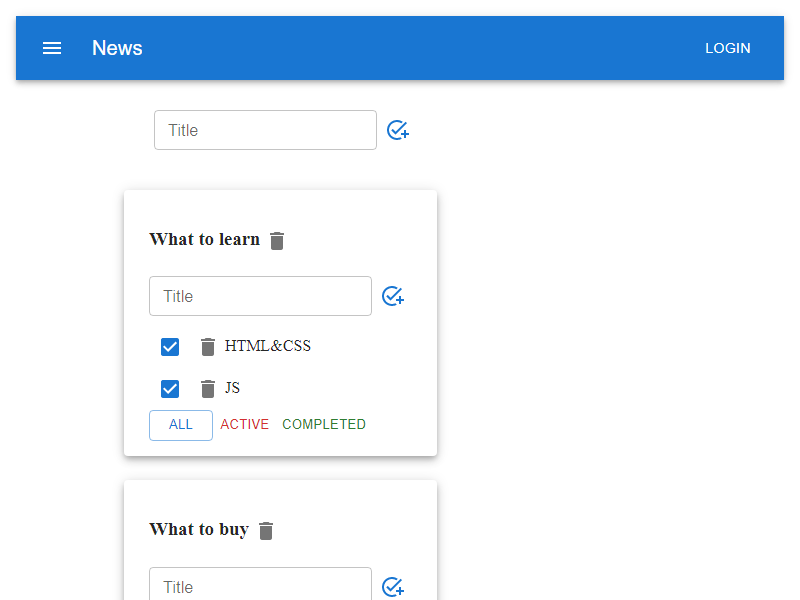 News LOGIN
Title
What to learn
Title
HTML&CSS
JS
ALL ACTIVE COMPLETED
What to buy
Title